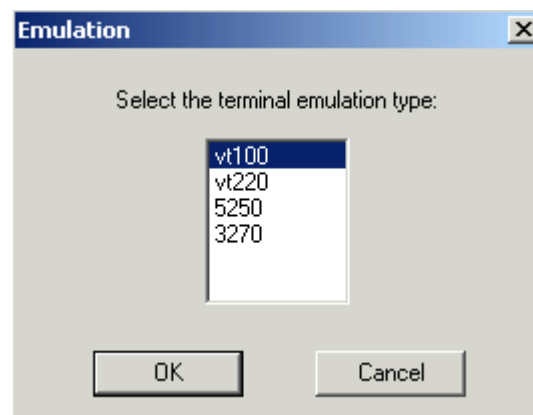 Emulation
Select the terminal emulation type:
vt100
vt220
5250
3270
OK
Cancel